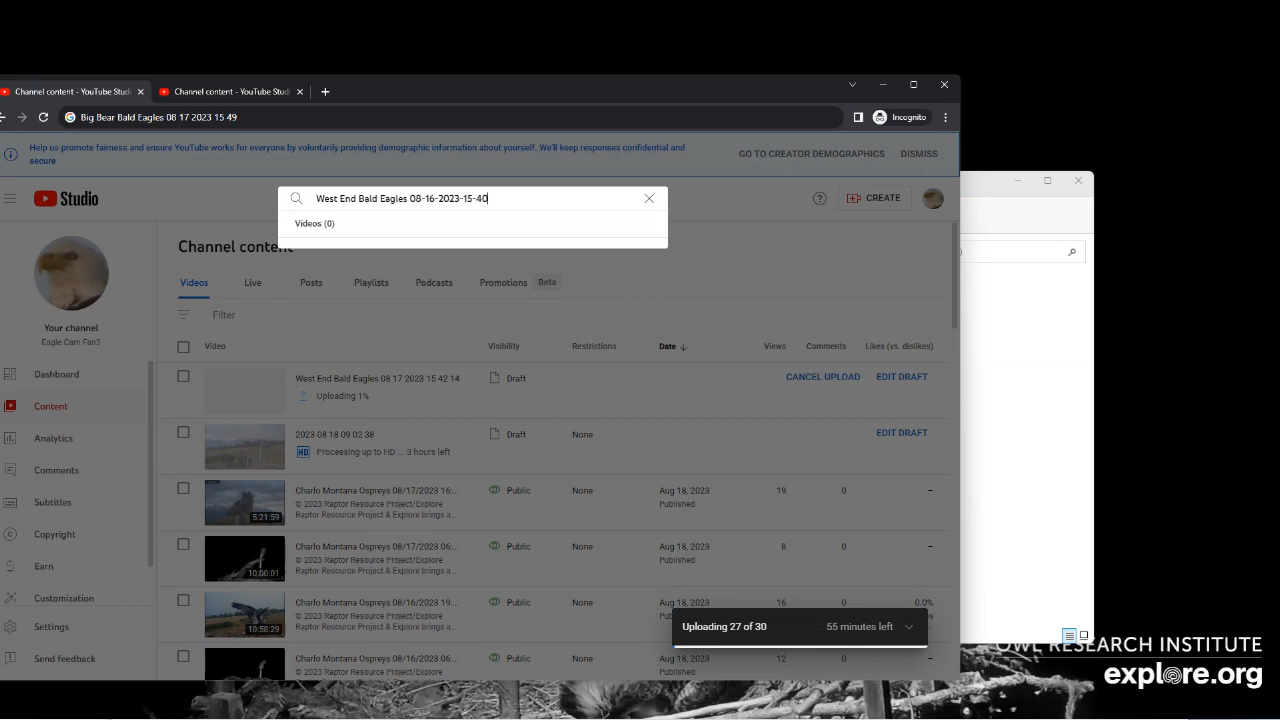 Channel content - YouTube Studi
Channel content - YouTube Studi
Big Bear Bald Eagles 08 17 2023 15 49
Incognito
Help us promote fairness and ensure YouTube works for everyone by voluntarily providing demographic information about yourself. We'll keep responses confidential and
secure
GO TO CREATOR DEMOGRAPHICS
DISMISS
Studio
West End Bald Eagles 08-16-2023-15-40
CREATE
Videos (0)
Channel content
Videos
Live
Posts
Playlists
Podcasts
Promotions
Beta
Your channel
Eagle Cam Fan3
Filter
Video
Visibility
Restrictions
Date
Views
Comments
Likes (vs. dislikes)
Dashboard
Content
Analytics
Comments
Subtitles
Copyright
Earn
Customization
Settings
Send feedback
West End Bald Eagles 08 17 2023 15 42 14
Uploading 1%
Draft
CANCEL UPLOAD
EDIT DRAFT
2023 08 18 09 02 38
HD Processing up to HD ... 3 hours left
Draft
None
EDIT DRAFT
5:21:59
Charlo Montana Ospreys 08/17/2023 16:...
© 2023 Raptor Resource Project/Explore
Raptor Resource Project & Explore brings a...
Public
None
Aug 18, 2023
Published
19
0
–
10:00:01
Charlo Montana Ospreys 08/17/2023 06:...
© 2023 Raptor Resource Project/Explore
Raptor Resource Project & Explore brings a...
Public
None
Aug 18, 2023
Published
8
0
–
10:58:29
Charlo Montana Ospreys 08/16/2023 19:...
© 2023 Raptor Resource Project/Explore
Raptor Resource Project & Explore brings a...
Public
None
Aug 18, 2023
Published
16
0
0.0%
Charlo Montana Ospreys 08/16/2023 06:...
© 2023 Raptor Resource Project/Explore
Raptor Resource Project & Explore brings a...
Public
None
Aug 18, 2023
12
0
Uploading 27 of 30
55 minutes left
OWL RESEARCH INSTITUTE
explore.org